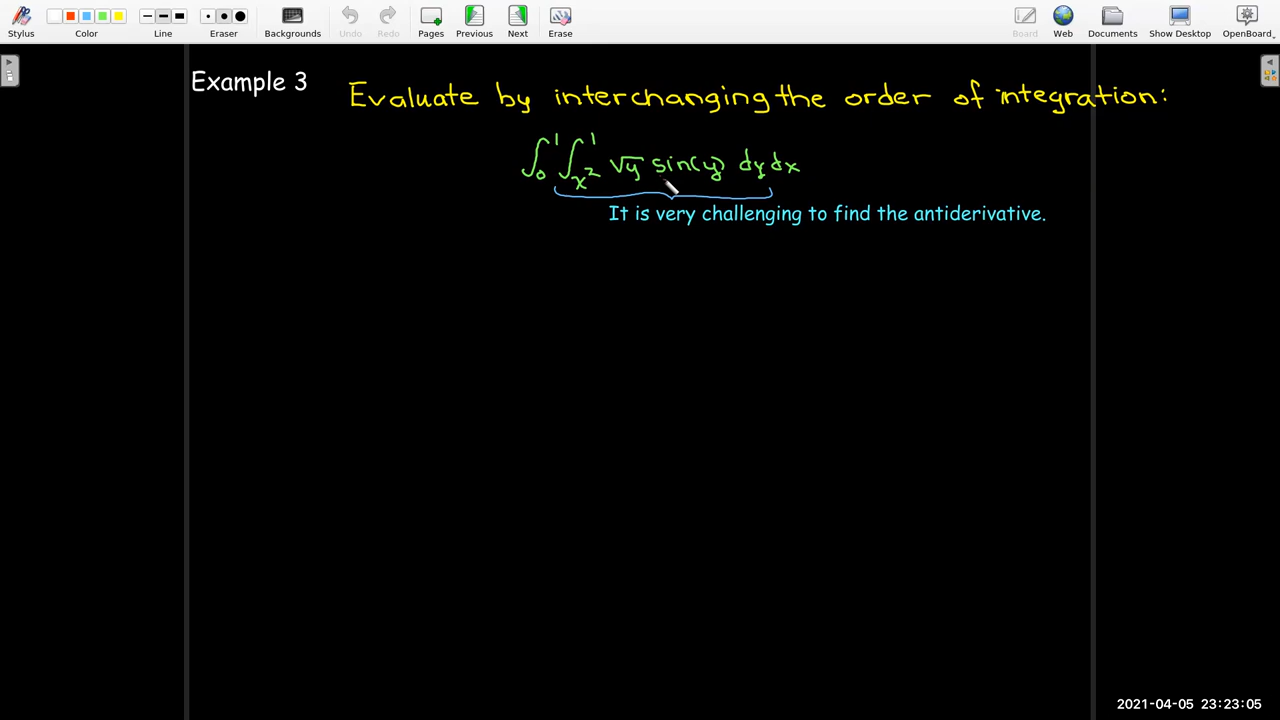 Stylus Color Line Eraser Backgrounds Undo Redo Pages Previous Next Erase Board Web Documents Show Desktop OpenBoard
Example 3 Evaluate by interchanging the order of integration:
∫₀¹ ∫ₓ²¹ √y sin(y) dy dx
It is very challenging to find the antiderivative.
2021-04-05 23:23:05